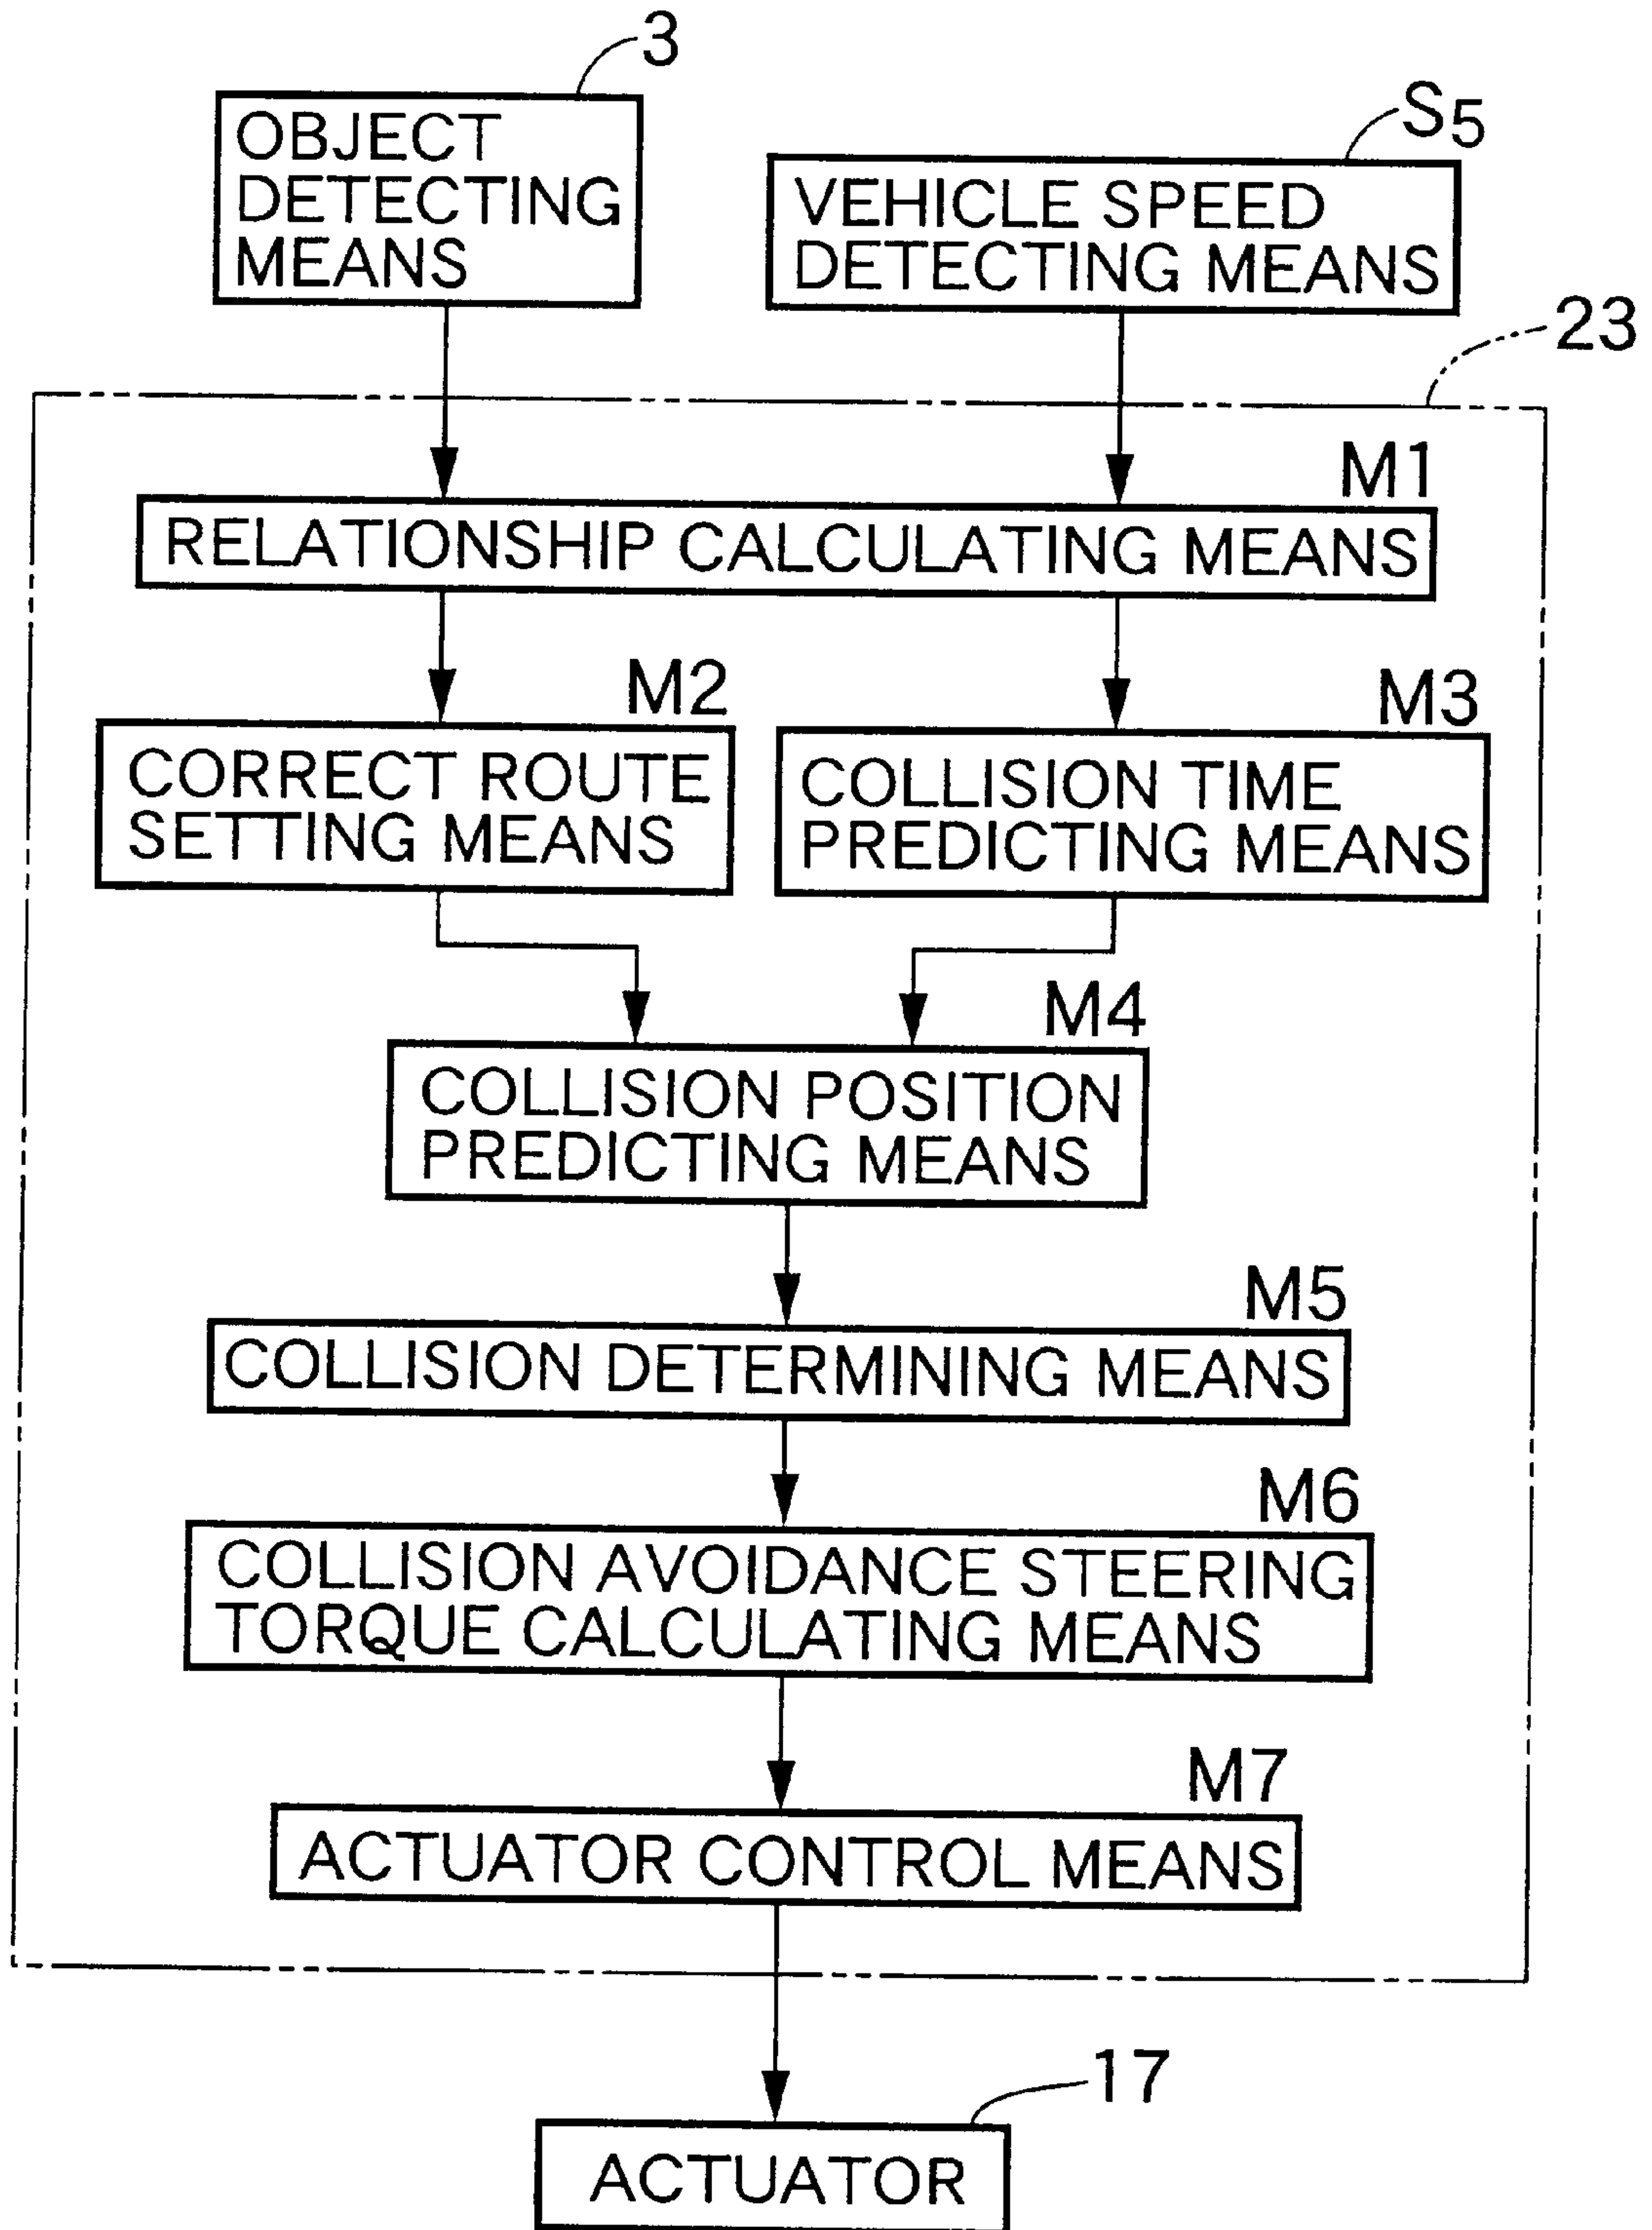 3
OBJECT
DETECTING
MEANS
S5
VEHICLE SPEED
DETECTING MEANS
23
M1
RELATIONSHIP CALCULATING MEANS
M2
CORRECT ROUTE
SETTING MEANS
M3
COLLISION TIME
PREDICTING MEANS
M4
COLLISION POSITION
PREDICTING MEANS
M5
COLLISION DETERMINING MEANS
M6
COLLISION AVOIDANCE STEERING
TORQUE CALCULATING MEANS
M7
ACTUATOR CONTROL MEANS
17
ACTUATOR